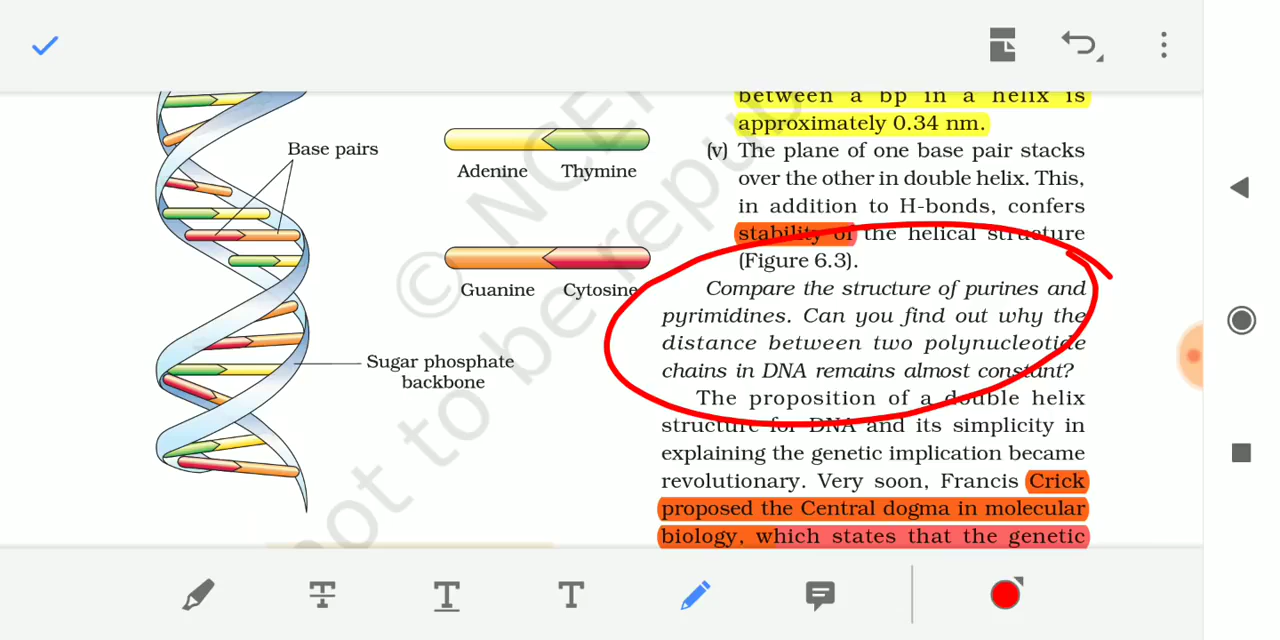 between a bp in a helix is
approximately 0.34 nm.
(v) The plane of one base pair stacks
over the other in double helix. This,
in addition to H-bonds, confers
stability of the helical structure
(Figure 6.3).
Compare the structure of purines and
pyrimidines. Can you find out why the
distance between two polynucleotide
chains in DNA remains almost constant?
The proposition of a double helix
structure for DNA and its simplicity in
explaining the genetic implication became
revolutionary. Very soon, Francis Crick
proposed the Central dogma in molecular
biology, which states that the genetic
Base pairs
Adenine Thymine
Guanine Cytosine
Sugar phosphate
backbone
© NCE
not to be repub
T
T
T